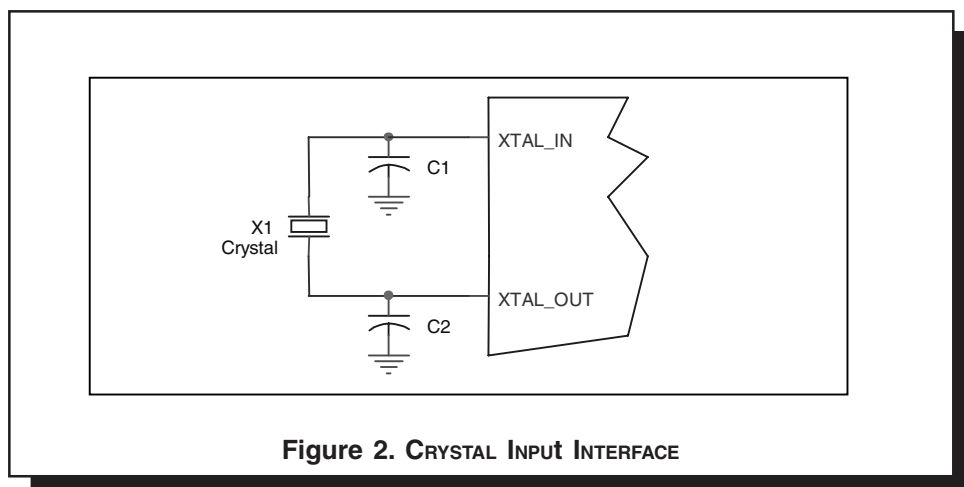 XTAL_IN
C1
X1
Crystal
XTAL_OUT
C2
Figure 2. CRYSTAL INPUt INTERFACE